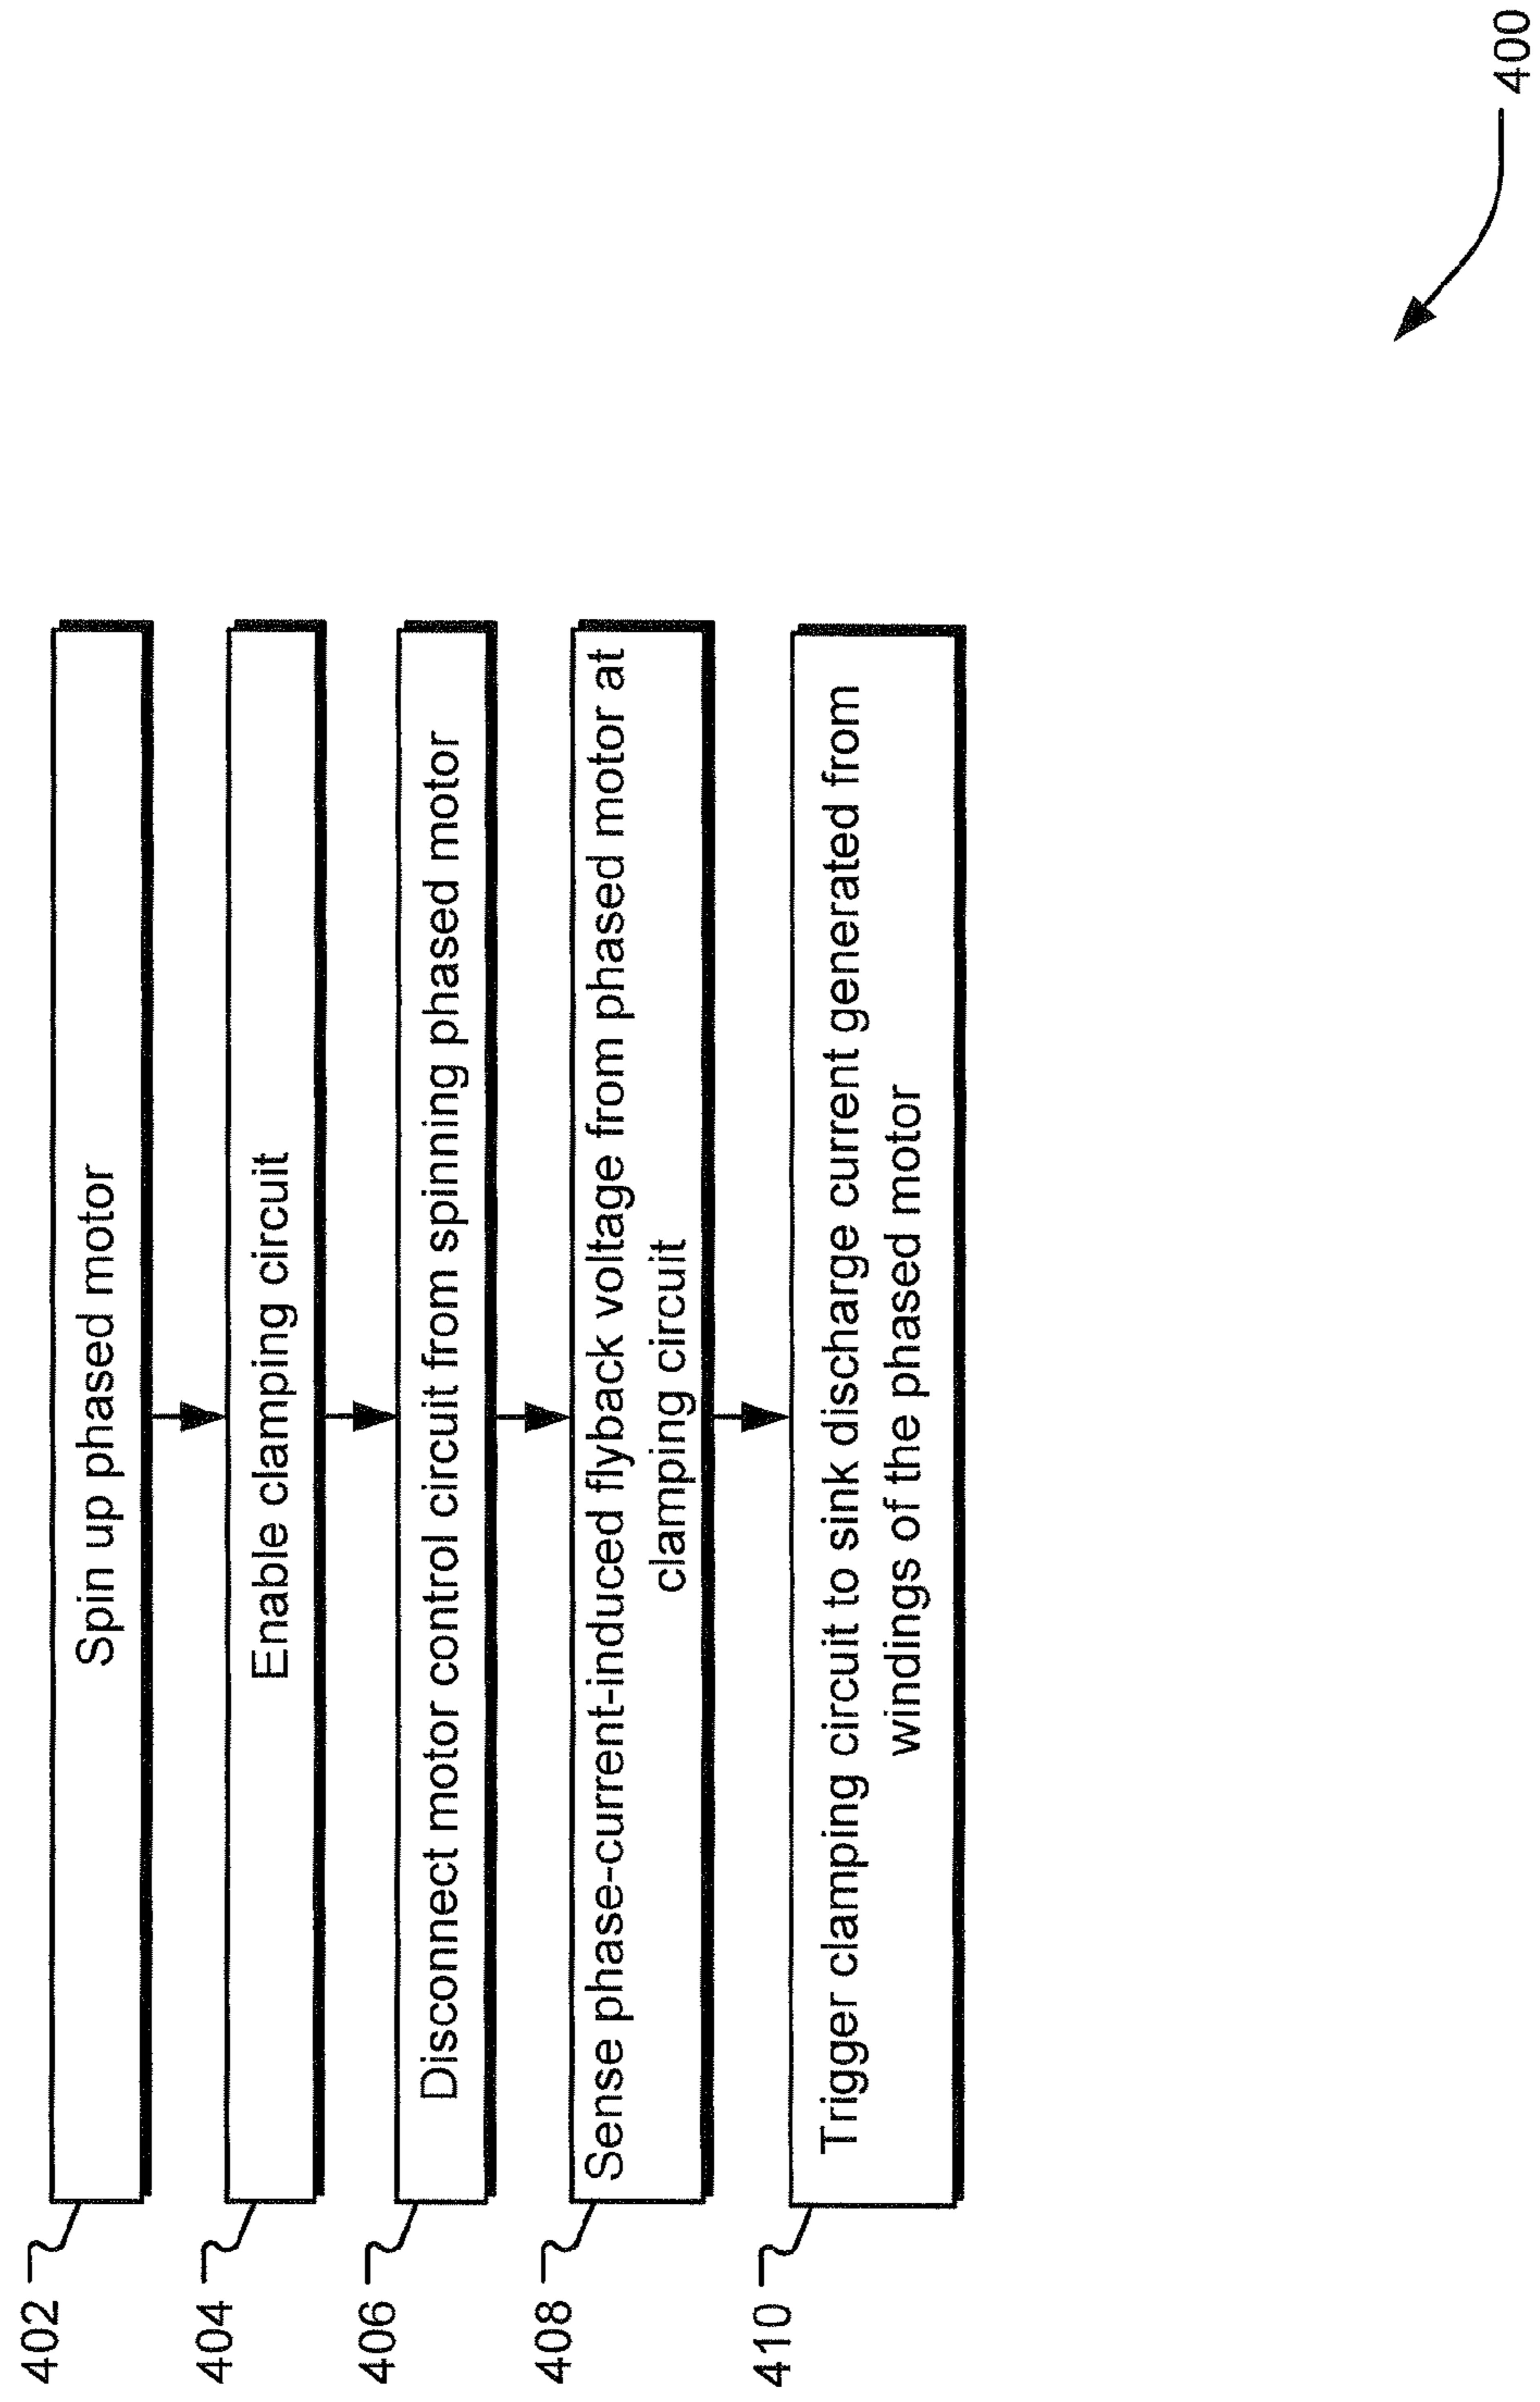 402
Spin up phased motor
404
Enable clamping circuit
406
Disconnect motor control circuit from spinning phased motor
408
Sense phase-current-induced flyback voltage from phased motor at
clamping circuit
410
Trigger clamping circuit to sink discharge current generated from
windings of the phased motor
400